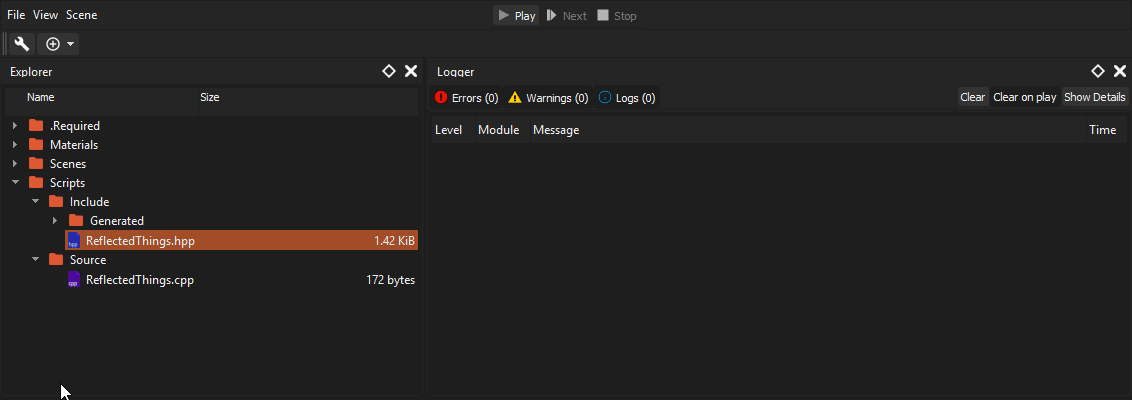 File View Scene Play Next Stop
Explorer
Name Size
.Required
Materials
Scenes
Scripts
Include
Generated
hpp ReflectedThings.hpp 1.42 KiB
Source
cpp ReflectedThings.cpp 172 bytes
Logger
Errors (0) Warnings (0) Logs (0) Clear Clear on play Show Details
Level Module Message Time